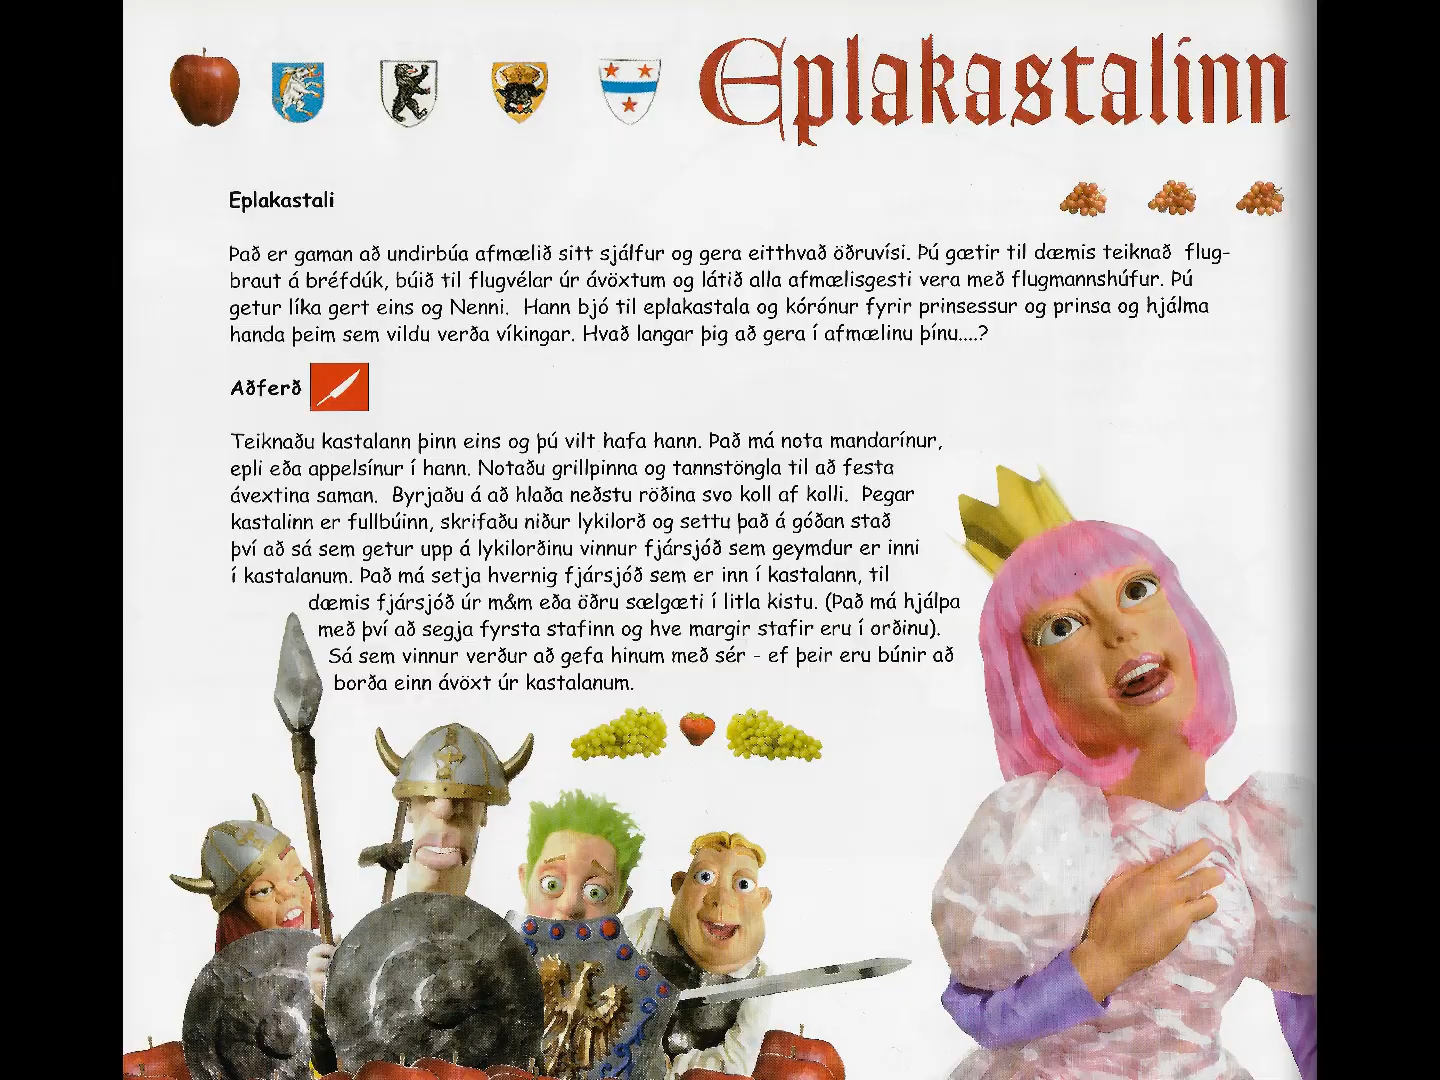 Eplakastalinn
Eplakastali
Það er gaman að undirbúa afmælið sitt sjálfur og gera eitthvað öðruvísi. Þú gætir til dæmis teiknað  flug-
braut á bréfdúk, búið til flugvélar úr ávöxtum og látið alla afmælisgesti vera með flugmannshúfur. Þú
getur líka gert eins og Nenni.  Hann bjó til eplakastala og kórónur fyrir prinsessur og prinsa og hjálma
handa þeim sem vildu verða víkingar. Hvað langar þig að gera í afmælinu þínu....?
Aðferð
Teiknaðu kastalann þinn eins og þú vilt hafa hann. Það má nota mandarínur,
epli eða appelsínur í hann. Notaðu grillpinna og tannstöngla til að festa
ávextina saman.  Byrjaðu á að hlaða neðstu röðina svo koll af kolli.  Þegar
kastalinn er fullbúinn, skrifaðu niður lykilorð og settu það á góðan stað
því að sá sem getur upp á lykilorðinu vinnur fjársjóð sem geymdur er inni
í kastalanum. Það má setja hvernig fjársjóð sem er inn í kastalann, til
dæmis fjársjóð úr m&m eða öðru sælgæti í litla kistu. (Það má hjálpa
með því að segja fyrsta stafinn og hve margir stafir eru í orðinu).
Sá sem vinnur verður að gefa hinum með sér - ef þeir eru búnir að
borða einn ávöxt úr kastalanum.